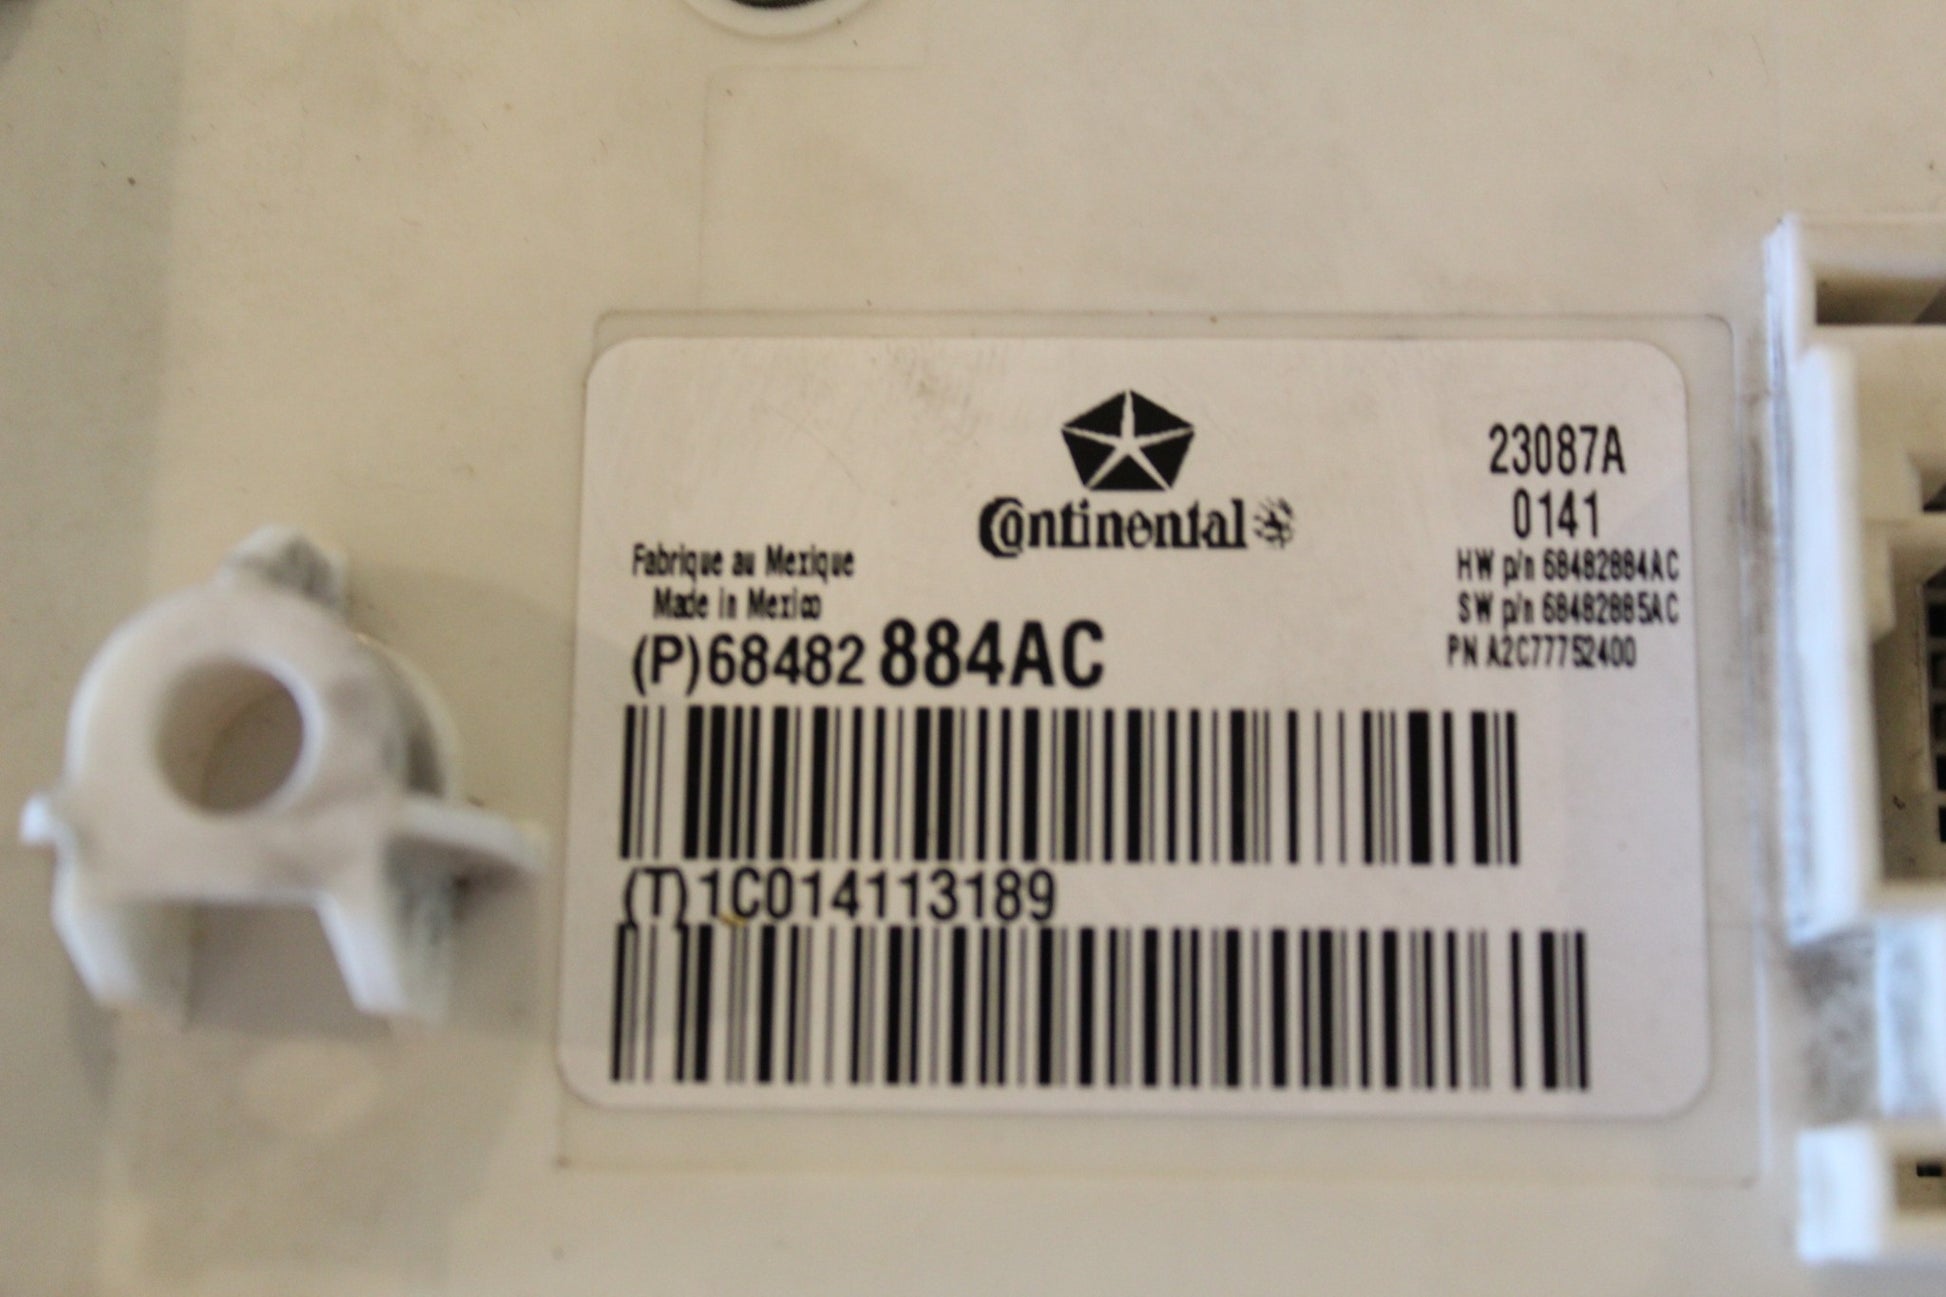 Continental
23087A
0141
HW p/n 68482884AC
SW p/n 68482885AC
PN A2C77752400
Fabrique au Mexique
Made in Mexico
(P)68482 884AC
(T)1C014113189